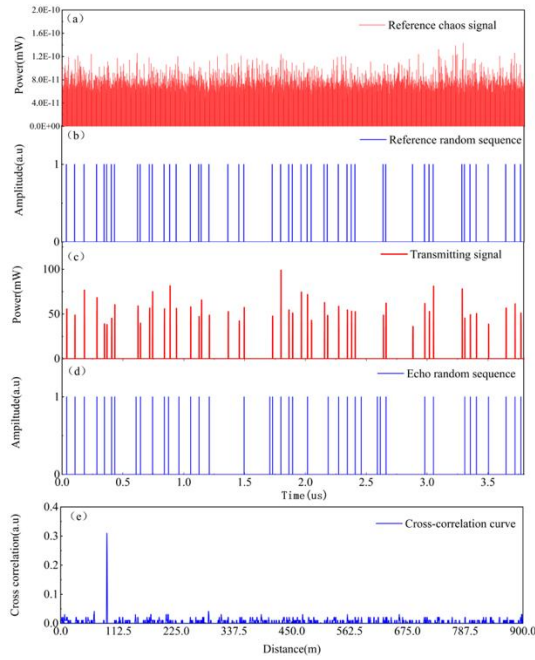 2.0E-10
(a)
Reference chaos signal
1.6E-10
1.2E-10
8.0E-11
4.0E-11
0.0E+00
Power(mW)
(b)
Reference random sequence
1
0
Amplitude(a.u)
(c)
Transmitting signal
100
50
0
Power(mW)
(d)
Echo random sequence
1
0
Ampiltude(a.u)
0.0 0.5 1.0 1.5 2.0 2.5 3.0 3.5
Time(us)
0.4
(e)
Cross-correlation curve
0.3
0.2
0.1
0.0
Cross correlation(a.u)
0.0 112.5 225.0 337.5 450.0 562.5 675.0 787.5 900.0
Distance(m)